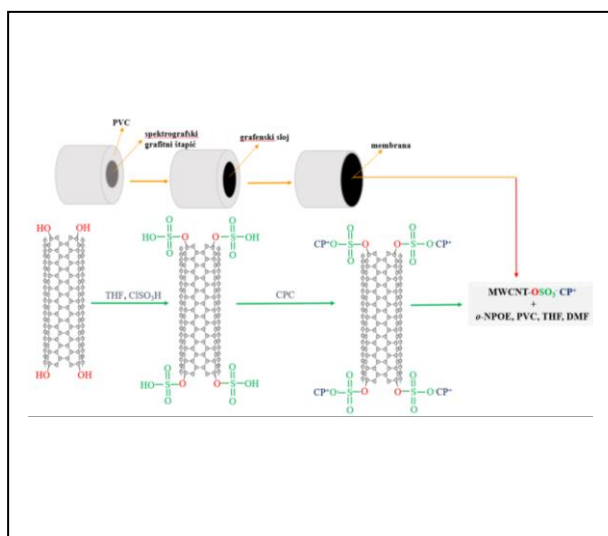 PVC
spektrografski
grafitni štapić
grafenski sloj
membrana
HO OH
HO OH
THF, ClSO₃H
O O
HO-S-O O-S-OH
O O
O O
HO-S-O O-S-OH
O O
CPC
O O
CP⁺O-S-O O-S-O CP⁺
O O
O O
CP⁺O-S-O O-S-O CP⁺
O O
MWCNT-OSO₃⁻CP⁺
+
o-NPOE, PVC, THF, DMF